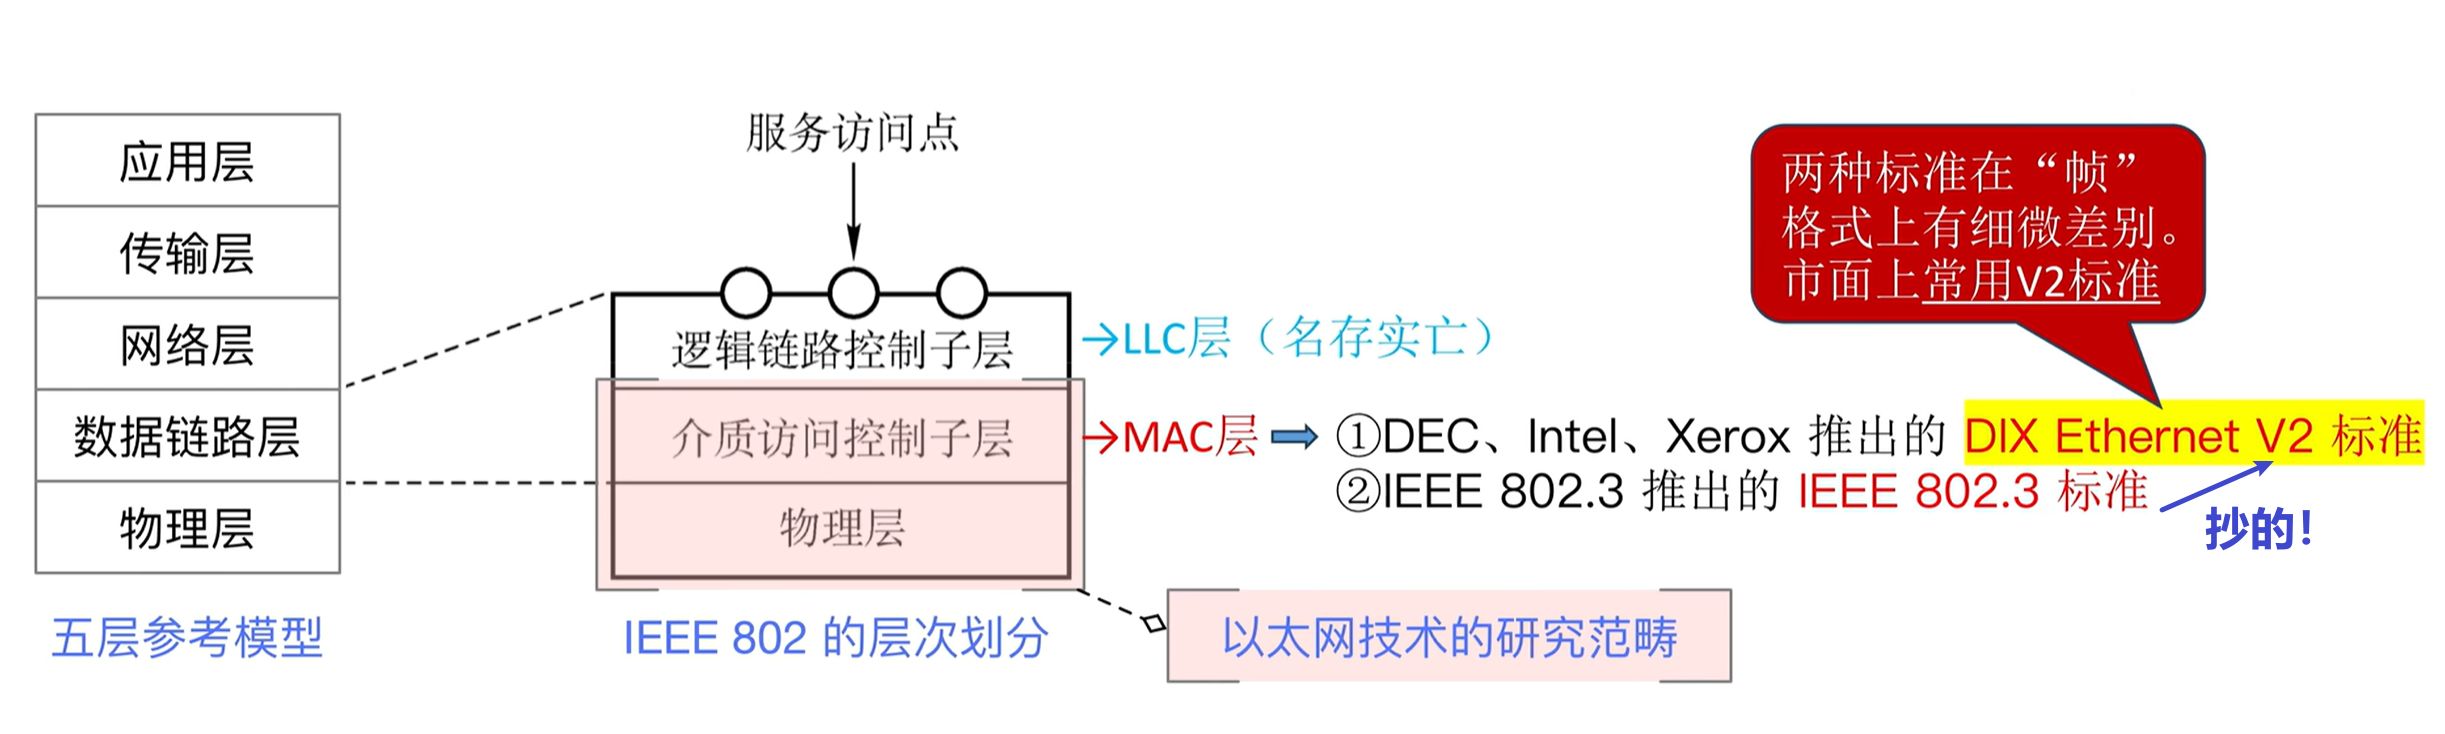 应用层
传输层
网络层
数据链路层
物理层
五层参考模型
服务访问点
逻辑链路控制子层
介质访问控制子层
物理层
IEEE 802 的层次划分
→LLC层（名存实亡）
→MAC层
①DEC、Intel、Xerox 推出的 DIX Ethernet V2 标准
②IEEE 802.3 推出的 IEEE 802.3 标准
抄的！
两种标准在“帧”
格式上有细微差别。
市面上常用V2标准
以太网技术的研究范畴